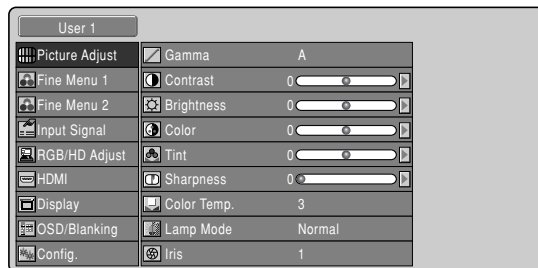 User 1
Picture Adjust Gamma A
Fine Menu 1 Contrast 0
Fine Menu 2 Brightness 0
Input Signal Color 0
RGB/HD Adjust Tint 0
HDMI Sharpness 0
Display Color Temp. 3
OSD/Blanking Lamp Mode Normal
Config. Iris 1